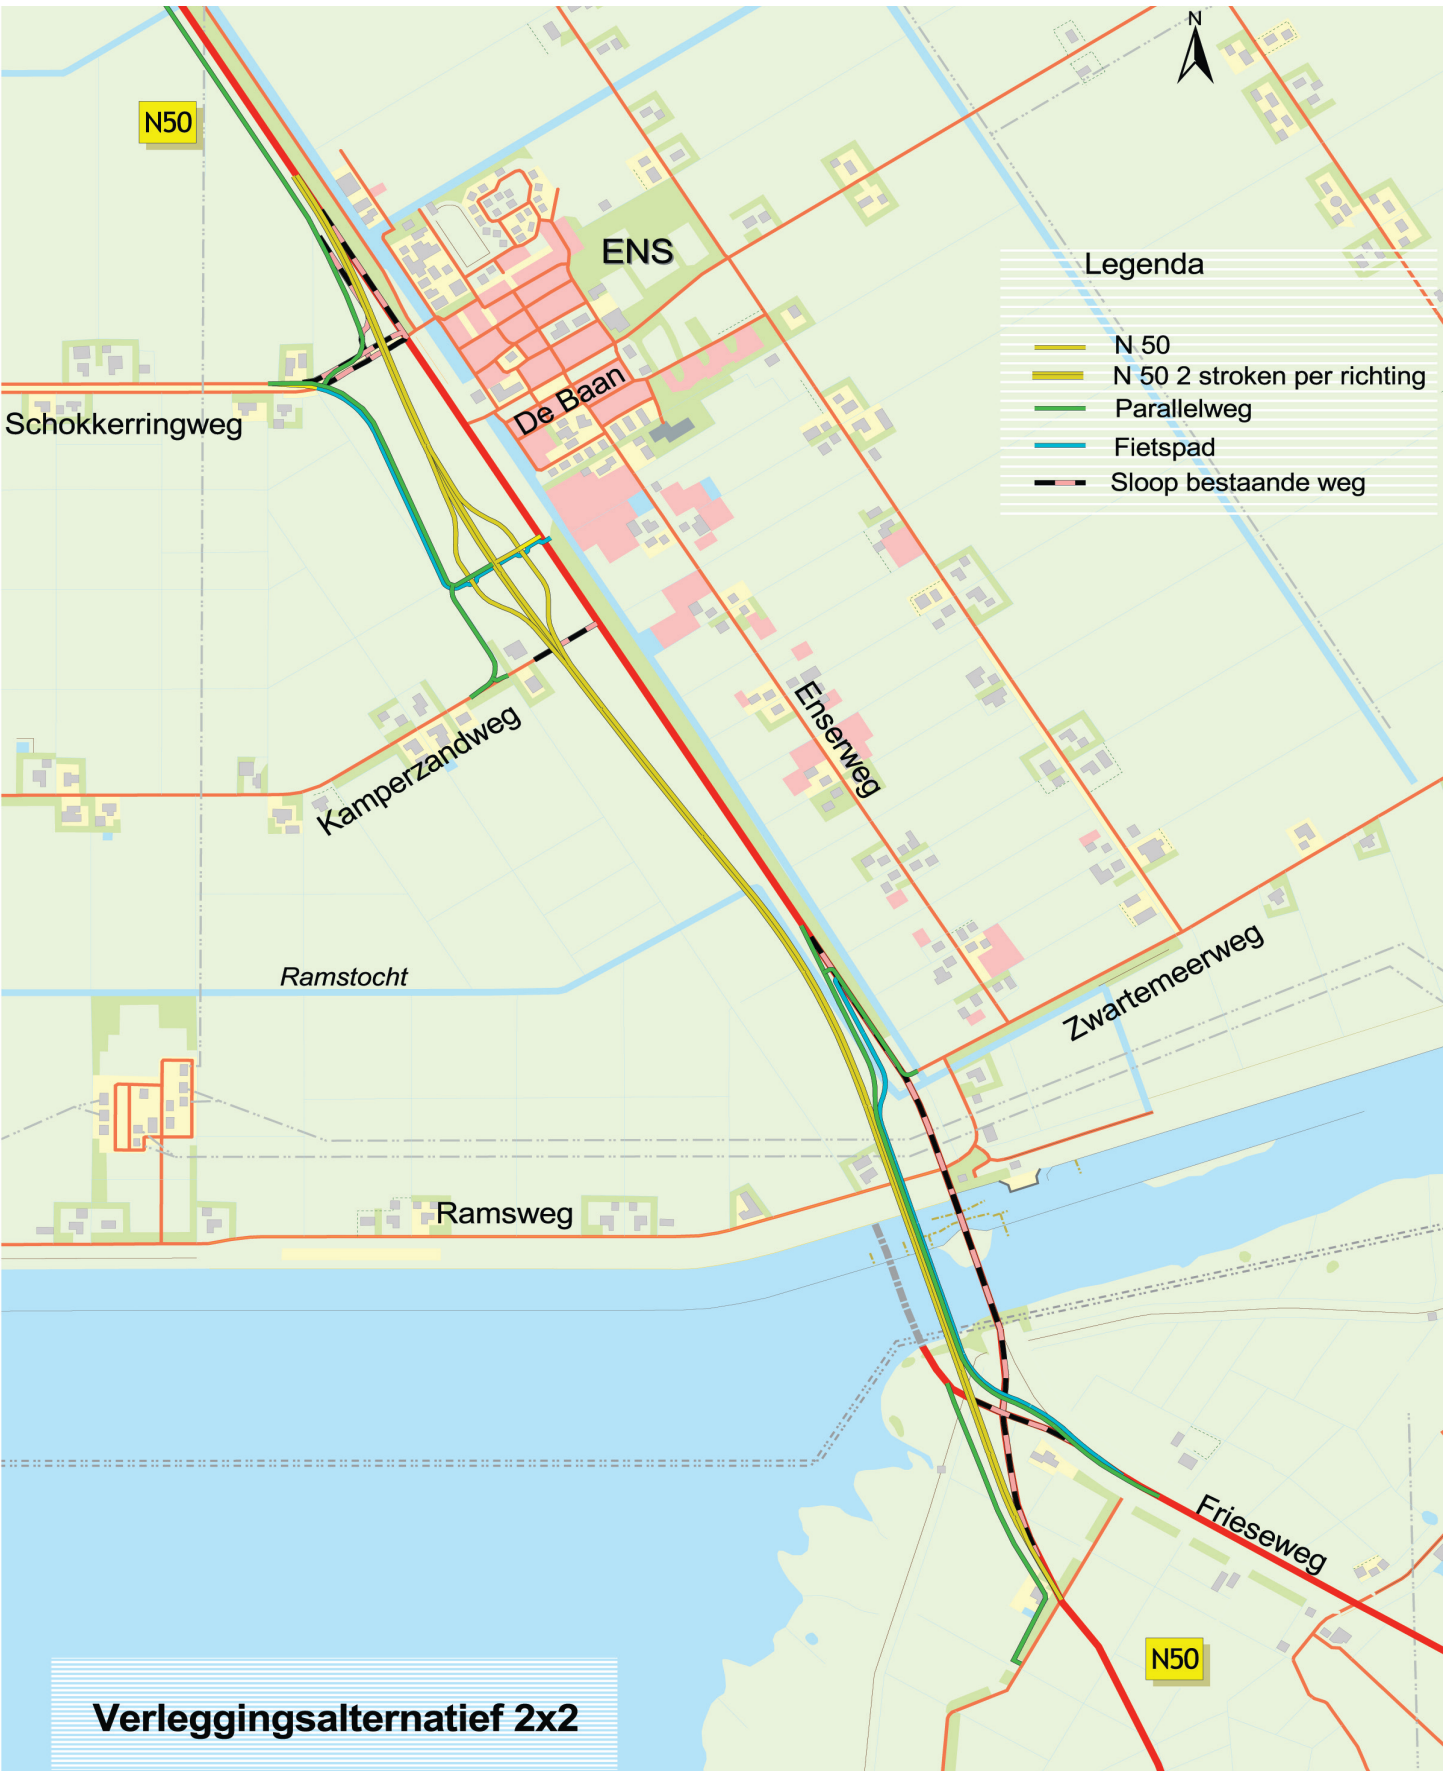 N
N50
ENS
Legenda
N 50
N 50 2 stroken per richting
Parallelweg
Fietspad
Sloop bestaande weg
De Baan
Schokkerringweg
Enserweg
Kamperzandweg
Zwartemeerweg
Ramstocht
Ramsweg
Frieseweg
N50
Verleggingsalternatief 2x2